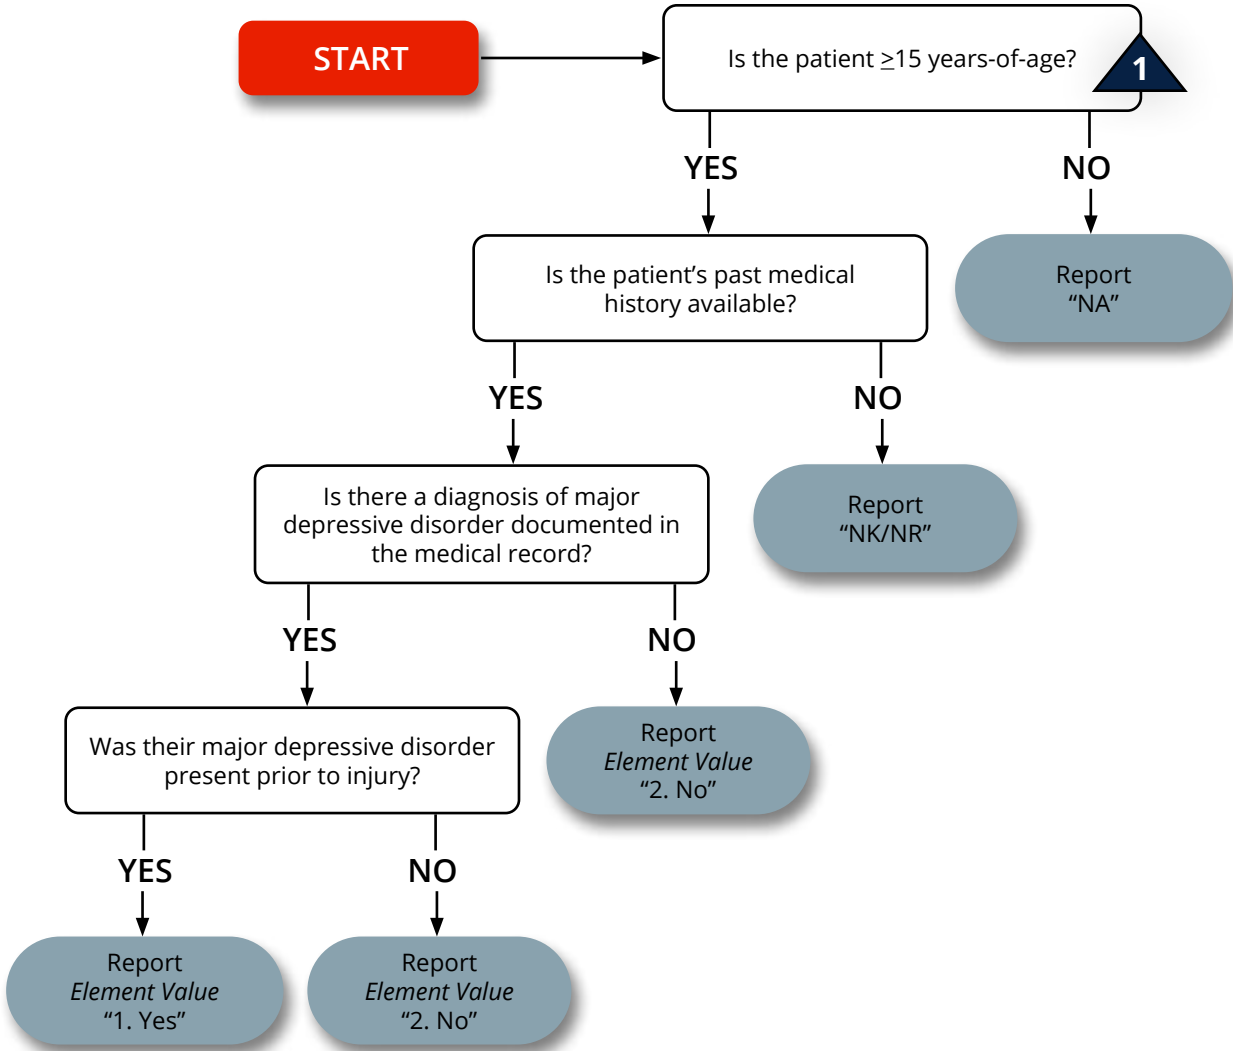 START
Is the patient ≥15 years-of-age?
1
YES
NO
Is the patient’s past medical
history available?
Report
“NA”
YES
NO
Is there a diagnosis of major
depressive disorder documented in
the medical record?
Report
“NK/NR”
YES
NO
Was their major depressive disorder
present prior to injury?
Report
Element Value
“2. No”
YES
NO
Report
Element Value
“1. Yes”
Report
Element Value
“2. No”